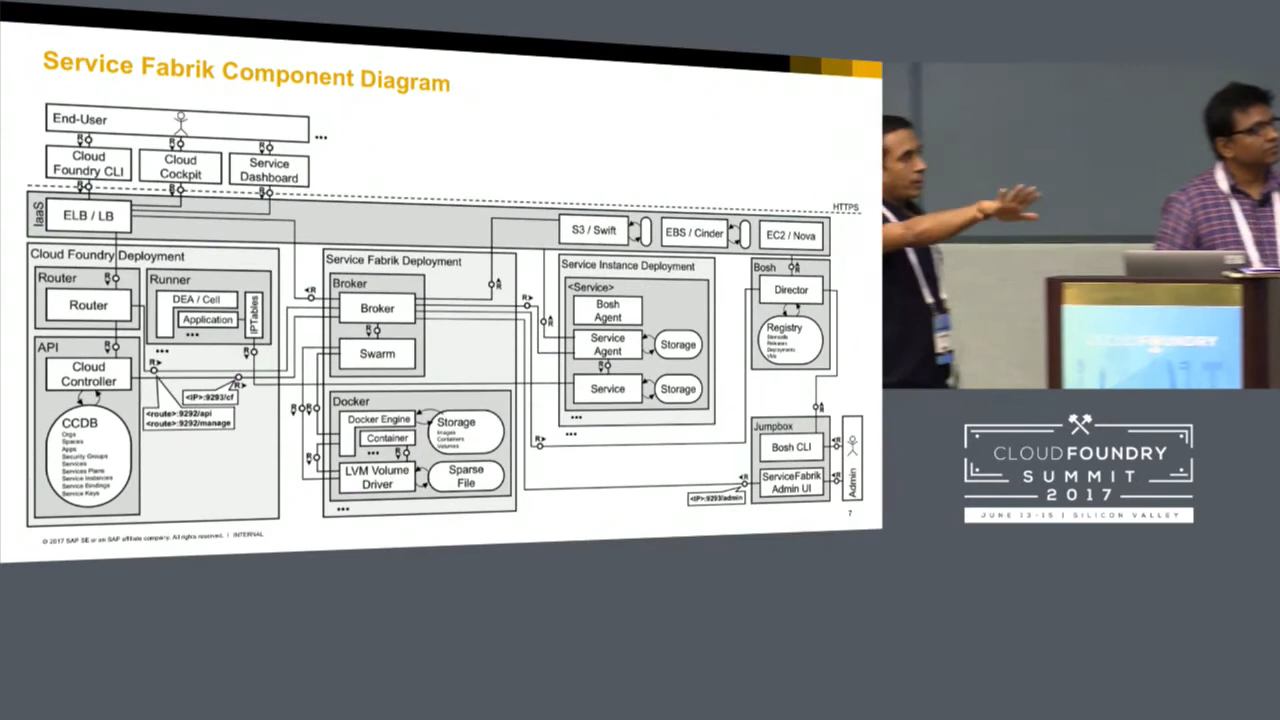 Service Fabrik Component Diagram
End-User
...
Cloud
Foundry CLI
Cloud
Cockpit
Service
Dashboard
HTTPS
IaaS
ELB / LB
S3 / Swift
EBS / Cinder
EC2 / Nova
Cloud Foundry Deployment
Router
Router
Runner
DEA / Cell
Application
...
IPTables
...
API
Cloud
Controller
CCDB
Orgs
Spaces
Apps
Security Groups
Services
Services Plans
Service Instances
Service Bindings
Service Keys
<IP>:9293/cf
<route>:9292/api
<route>:9292/manage
Service Fabrik Deployment
Broker
Broker
Swarm
Docker
Docker Engine
Container
...
LVM Volume
Driver
Storage
Images
Containers
Volumes
Sparse
File
...
Service Instance Deployment
<Service>
Bosh
Agent
Service
Agent
Storage
Service
Storage
...
...
Bosh
Director
Registry
Stemcells
Releases
Deployments
VMs
Jumpbox
Bosh CLI
ServiceFabrik
Admin UI
Admin
<IP>:9293/admin
7
© 2017 SAP SE or an SAP affiliate company. All rights reserved. | INTERNAL
CLOUDFOUNDRY
CLOUDFOUNDRY
SUMMIT
2017
JUNE 13-15 | SILICON VALLEY